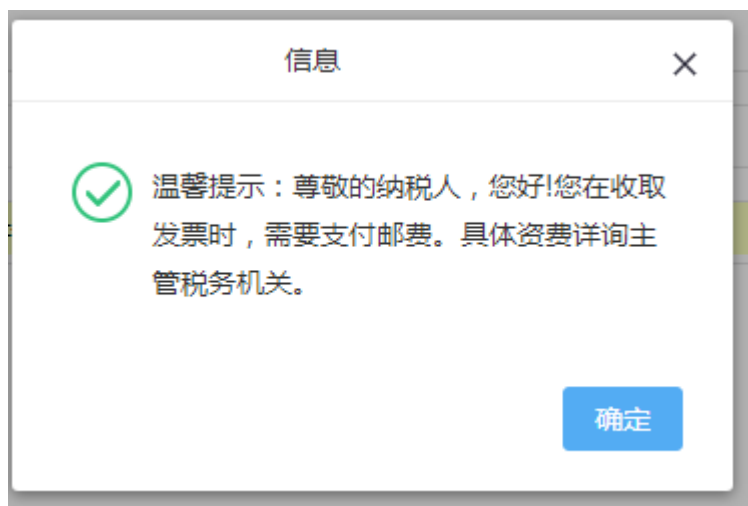 信息
温馨提示：尊敬的纳税人，您好!您在收取
发票时，需要支付邮费。具体资费详询主
管税务机关。
确定